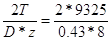 2T / D * z = 2 * 9325 / 0.43 * 8